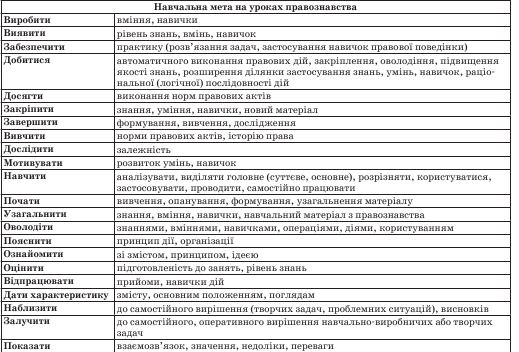 Навчальна мета на уроках правознавства
Виробити вміння, навички
Виявити рівень знань, вмінь, навичок
Забезпечити практику (розв’язання задач, застосування навичок правової поведінки)
Добитися автоматичного виконання правових дій, закріплення, оволодіння, підвищення
якості знань, розширення ділянки застосування знань, умінь, навичок, раціо-
нальної (логічної) послідовності дій
Досягти виконання норм правових актів
Закріпити знання, уміння, навички, новий матеріал
Завершити формування, вивчення, дослідження
Вивчити норми правових актів, історію права
Дослідити залежність
Мотивувати розвиток умінь, навичок
Навчити аналізувати, виділяти головне (суттєве, основне), розрізняти, користуватися,
застосовувати, проводити, самостійно працювати
Почати вивчення, опанування, формування, узагальнення матеріалу
Узагальнити знання, вміння, навички, навчальний матеріал з правознавства
Оволодіти знаннями, вміннями, навичками, операціями, діями, користуванням
Пояснити принцип дії, організації
Ознайомити зі змістом, принципом, ідеєю
Оцінити підготовленість до занять, рівень знань
Відпрацювати прийоми, навички дій
Дати характеристику змісту, основним положенням, поглядам
Наблизити до самостійного вирішення (творчих задач, проблемних ситуацій), висновків
Залучити до самостійного, оперативного вирішення навчально-виробничих або творчих
задач
Показати взаємозв’язок, значення, недоліки, переваги